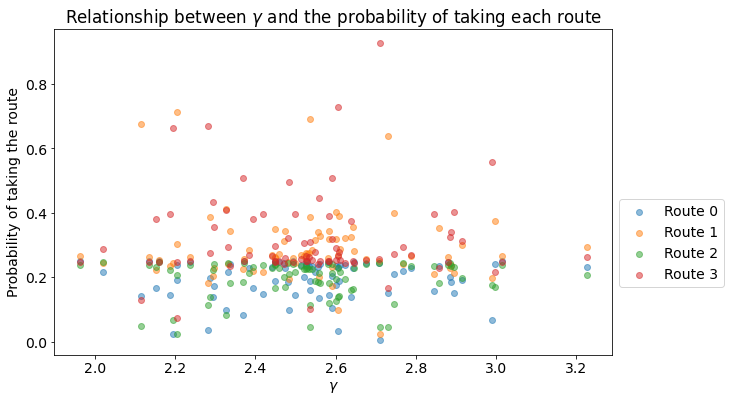 Relationship between γ and the probability of taking each route
Probability of taking the route
0.8
0.6
0.4
0.2
0.0
2.0 2.2 2.4 2.6 2.8 3.0 3.2
γ
Route 0
Route 1
Route 2
Route 3